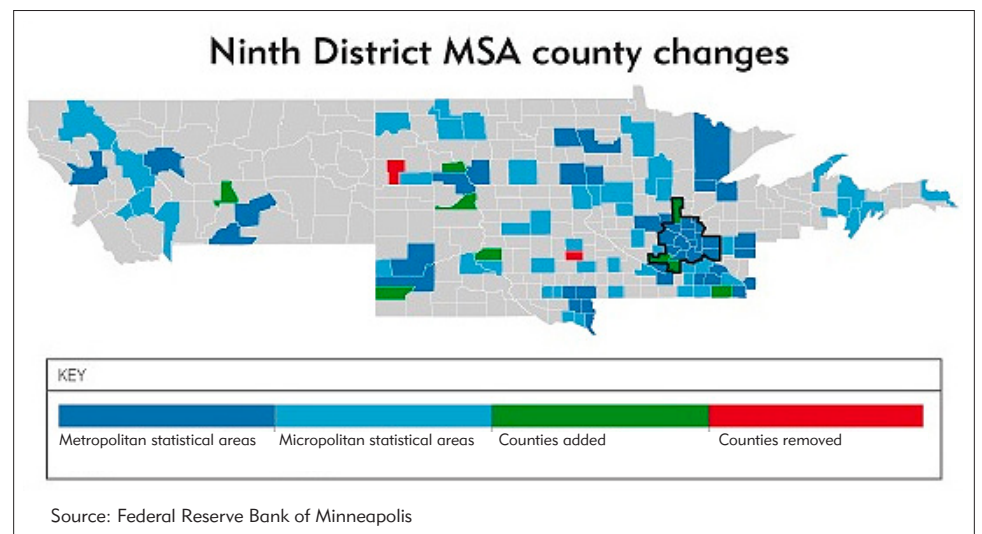 Ninth District MSA county changes
KEY
Metropolitan statistical areas
Micropolitan statistical areas
Counties added
Counties removed
Source: Federal Reserve Bank of Minneapolis